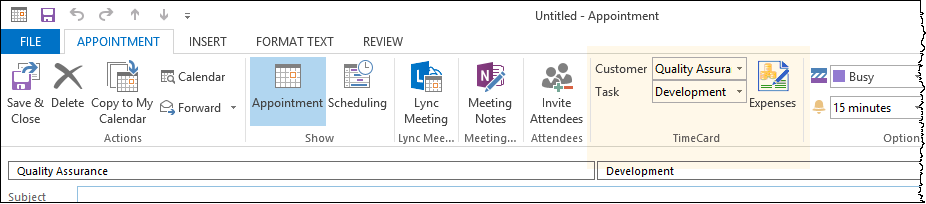 Untitled - Appointment
FILE APPOINTMENT INSERT FORMAT TEXT REVIEW
Save & Close
Delete
Copy to My Calendar
Calendar
Forward
Actions
Appointment
Scheduling
Show
Lync Meeting
Lync Mee...
Meeting Notes
Meeting...
Invite Attendees
Attendees
Customer Quality Assura
Task Development
Expenses
TimeCard
Busy
15 minutes
Option
Quality Assurance Development
Subject